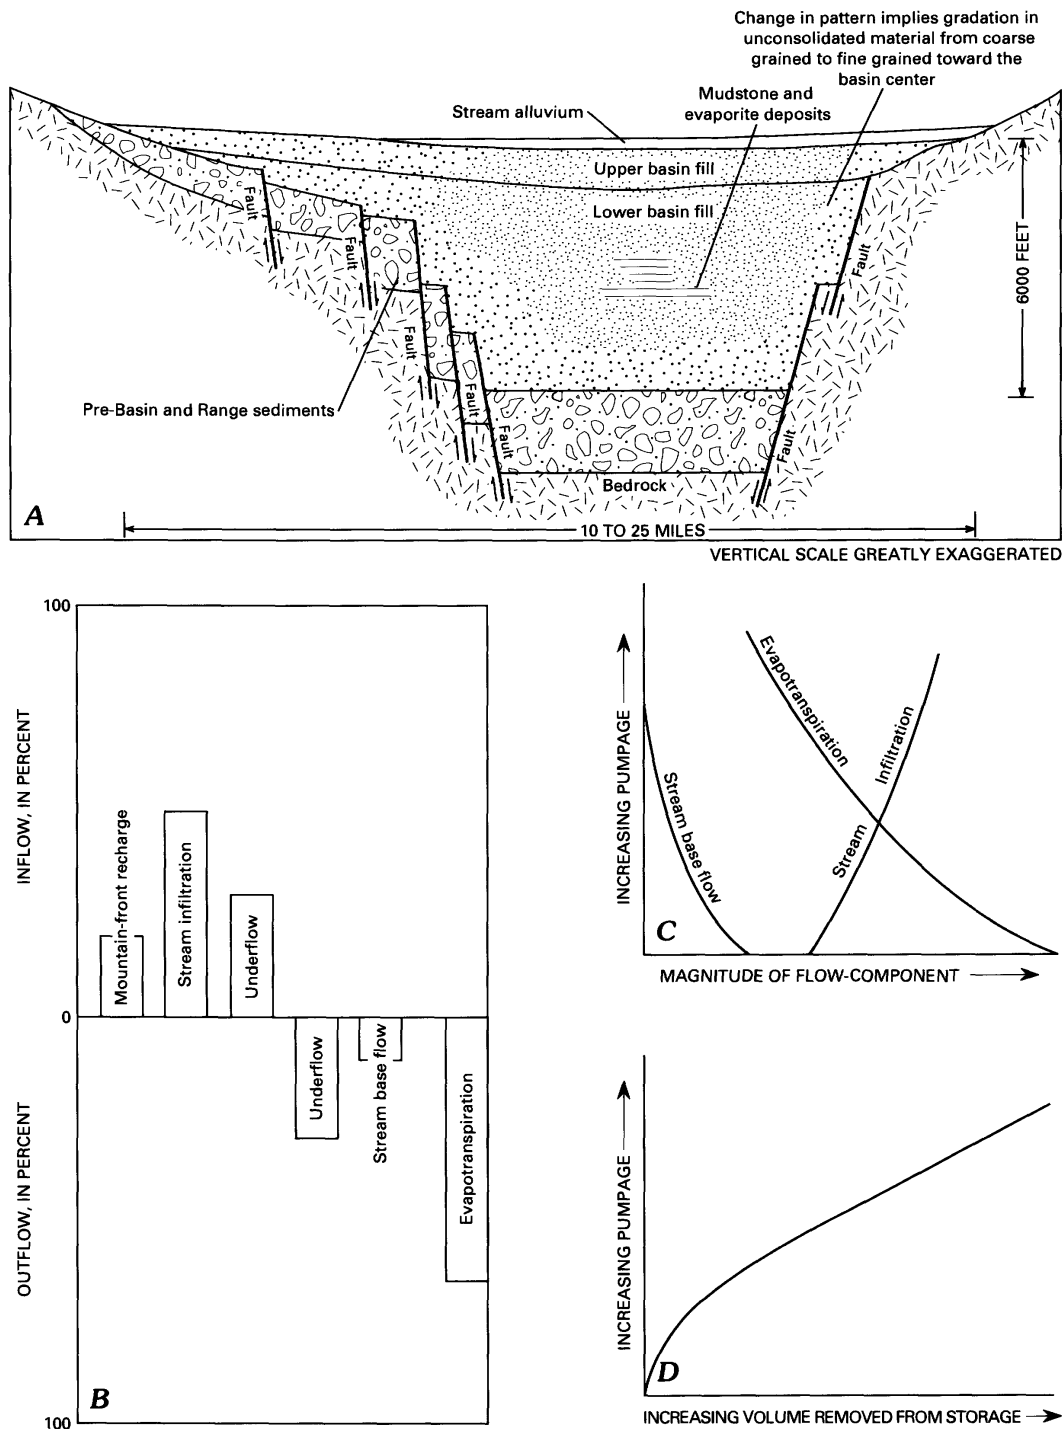 Change in pattern implies gradation in
unconsolidated material from coarse
grained to fine grained toward the
basin center
Mudstone and
evaporite deposits
Stream alluvium
Upper basin fill
Lower basin fill
Fault
Fault
Fault
Fault
Fault
Fault
Fault
6000 FEET
Pre-Basin and Range sediments
Bedrock
A
10 TO 25 MILES
VERTICAL SCALE GREATLY EXAGGERATED
100
INFLOW, IN PERCENT
Mountain-front recharge
Stream infiltration
Underflow
0
OUTFLOW, IN PERCENT
Underflow
Stream base flow
Evapotranspiration
B
100
INCREASING PUMPAGE
Evapotranspiration
Stream Infiltration
Stream base flow
C
MAGNITUDE OF FLOW-COMPONENT
INCREASING PUMPAGE
D
INCREASING VOLUME REMOVED FROM STORAGE